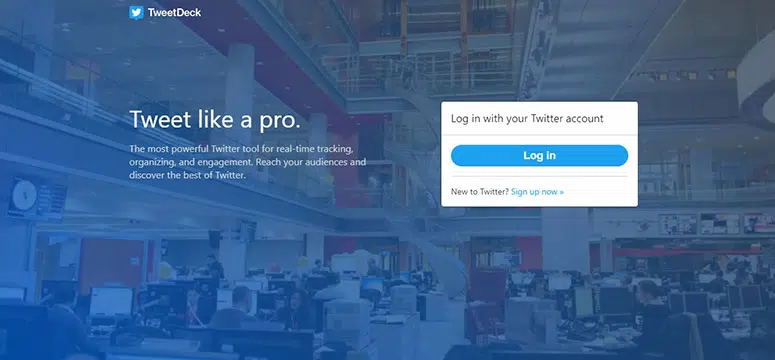 TweetDeck
Tweet like a pro.
The most powerful Twitter tool for real-time tracking,
organizing, and engagement. Reach your audiences and
discover the best of Twitter.
Log in with your Twitter account
Log in
New to Twitter? Sign up now »